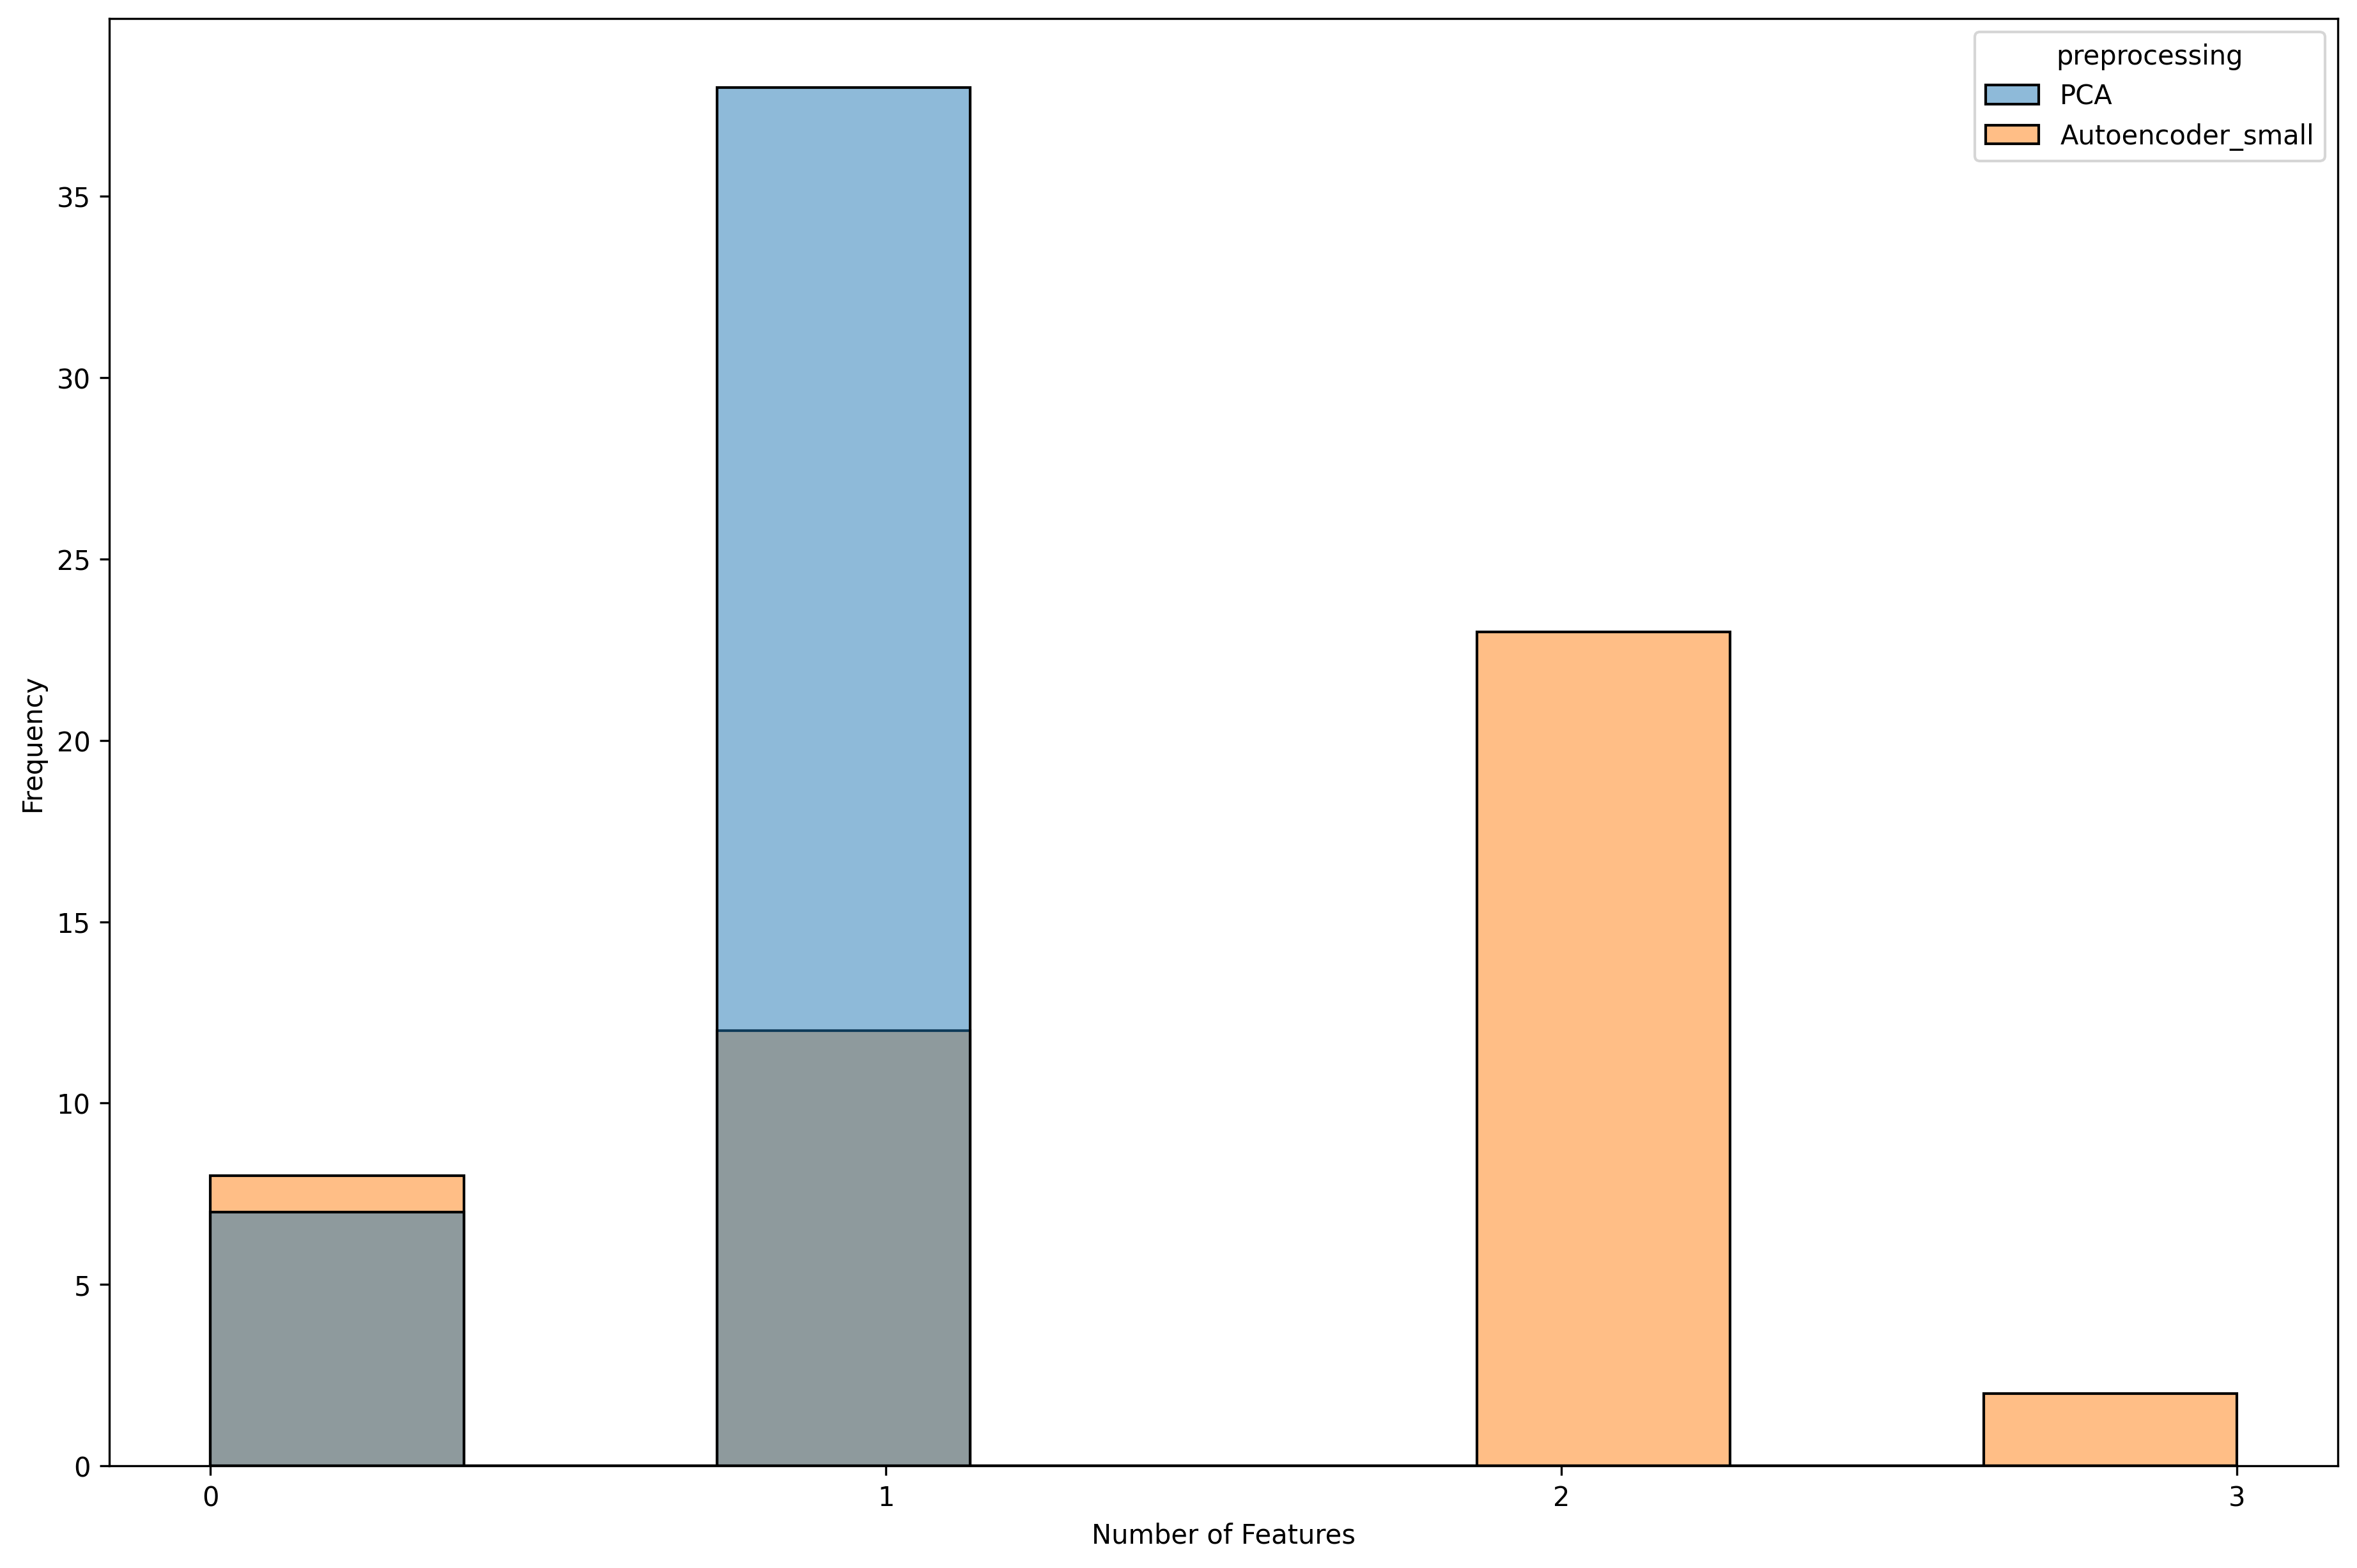 preprocessing
PCA
Autoencoder_small
35
30
25
20
15
10
5
0
Frequency
0 1 2 3
Number of Features